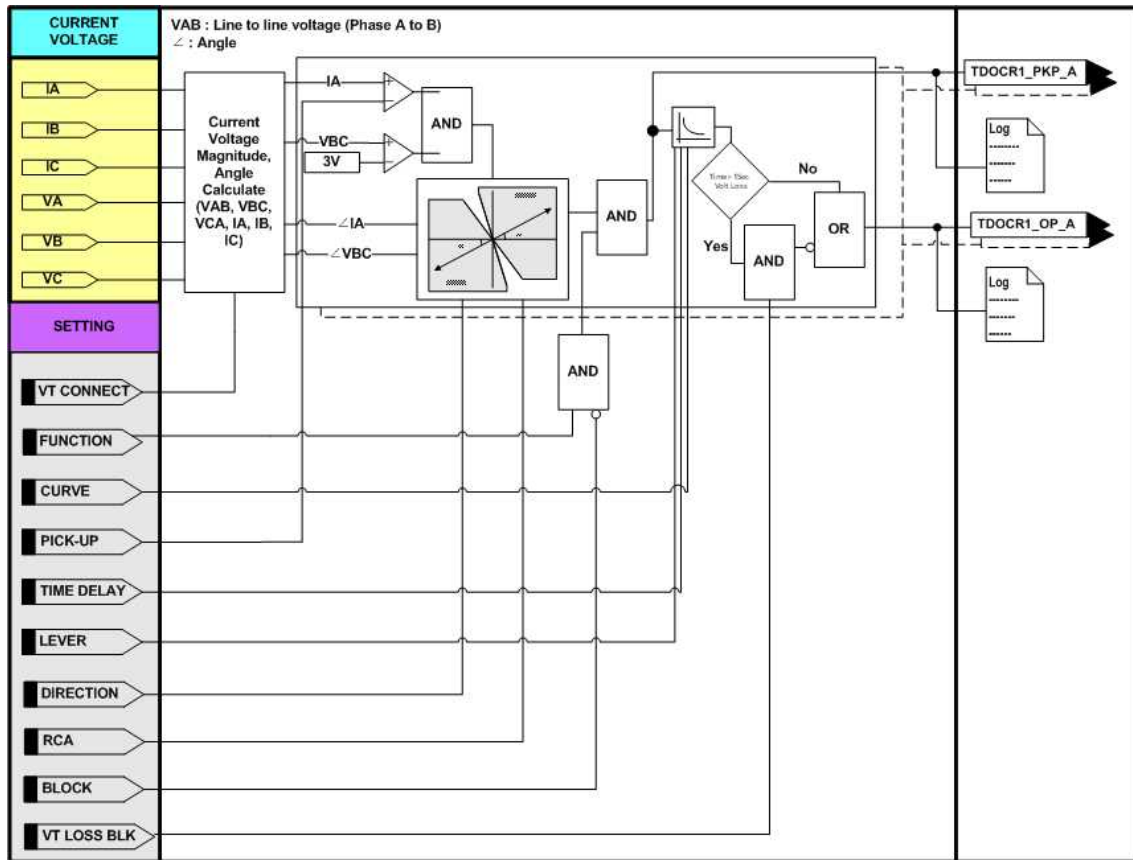 CURRENT
VOLTAGE
VAB : Line to line voltage (Phase A to B)
∠ : Angle
IA
IB
IC
VA
VB
VC
Current
Voltage
Magnitude,
Angle
Calculate
(VAB, VBC,
VCA, IA, IB,
IC)
IA
VBC
3V
∠IA
∠VBC
+
−
+
−
AND
AND
AND
No
Yes
AND
OR
TDOCR1_PKP_A
Log
TDOCR1_OP_A
Log
SETTING
VT CONNECT
FUNCTION
CURVE
PICK-UP
TIME DELAY
LEVER
DIRECTION
RCA
BLOCK
VT LOSS BLK